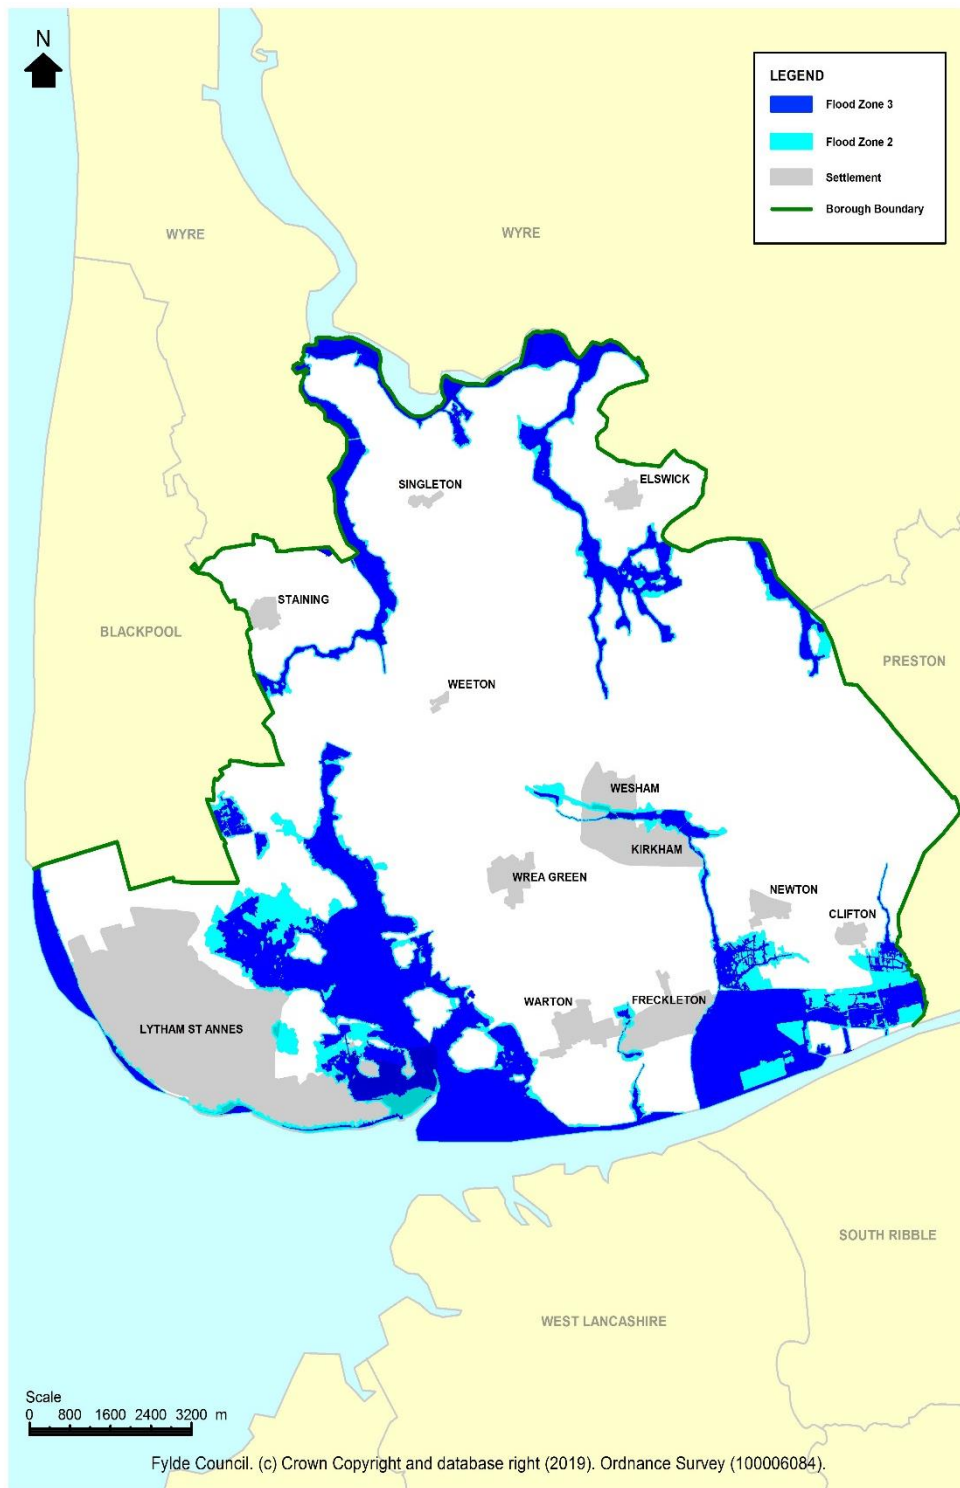 N
LEGEND
Flood Zone 3
Flood Zone 2
Settlement
Borough Boundary
WYRE
WYRE
SINGLETON
ELSWICK
STAINING
BLACKPOOL
PRESTON
WEETON
WESHAM
KIRKHAM
WREA GREEN
NEWTON
CLIFTON
WARTON
FRECKLETON
LYTHAM ST ANNES
SOUTH RIBBLE
WEST LANCASHIRE
Scale
0 800 1600 2400 3200 m
Fylde Council. (c) Crown Copyright and database right (2019). Ordnance Survey (100006084).